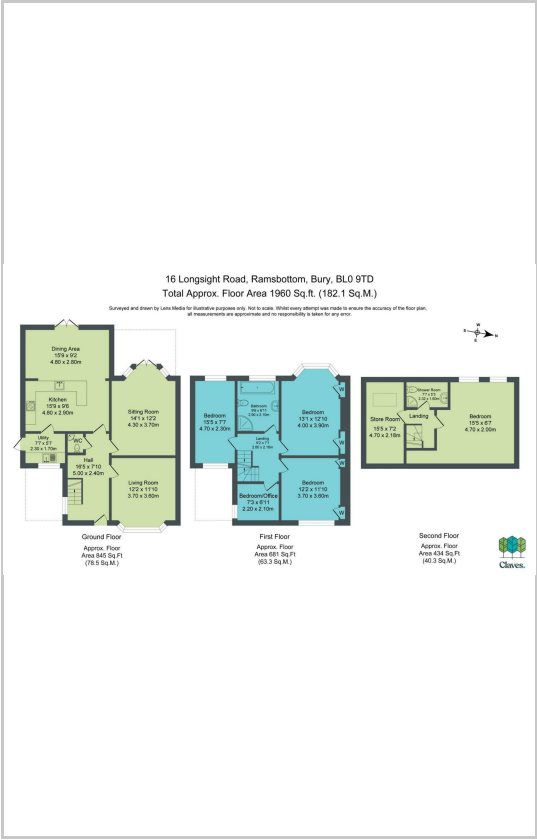 16 Longsight Road, Ramsbottom, Bury, BL0 9TD
Total Approx. Floor Area 1960 Sq.ft. (182.1 Sq.M.)
Surveyed and drawn by Lens Media for illustrative purposes only. Not to scale. Whilst every attempt was made to ensure the accuracy of the floor plan,
all measurements are approximate and no responsibility is taken for any error.
W
S
N
E
Dining Area
15'9 x 9'2
4.80 x 2.80m
Kitchen
15'9 x 9'6
4.80 x 2.90m
Utility
7'7 x 5'7
2.30 x 1.70m
WC
Hall
16'5 x 7'10
5.00 x 2.40m
Sitting Room
14'1 x 12'2
4.30 x 3.70m
Living Room
12'2 x 11'10
3.70 x 3.60m
Ground Floor
Approx. Floor
Area 845 Sq.Ft
(78.5 Sq.M.)
Bedroom
15'5 x 7'7
4.70 x 2.30m
Bathroom
Landing
Bedroom
13'1 x 12'10
4.00 x 3.90m
W
W
W
W
Bedroom/Office
7'3 x 6'11
2.20 x 2.10m
Bedroom
12'2 x 11'10
3.70 x 3.60m
First Floor
Approx. Floor
Area 681 Sq.Ft
(63.3 Sq.M.)
Store Room
15'5 x 7'2
4.70 x 2.18m
Shower Room
Landing
Bedroom
15'5 x 6'7
4.70 x 2.00m
Second Floor
Approx. Floor
Area 434 Sq.Ft
(40.3 Sq.M.)
Claves.